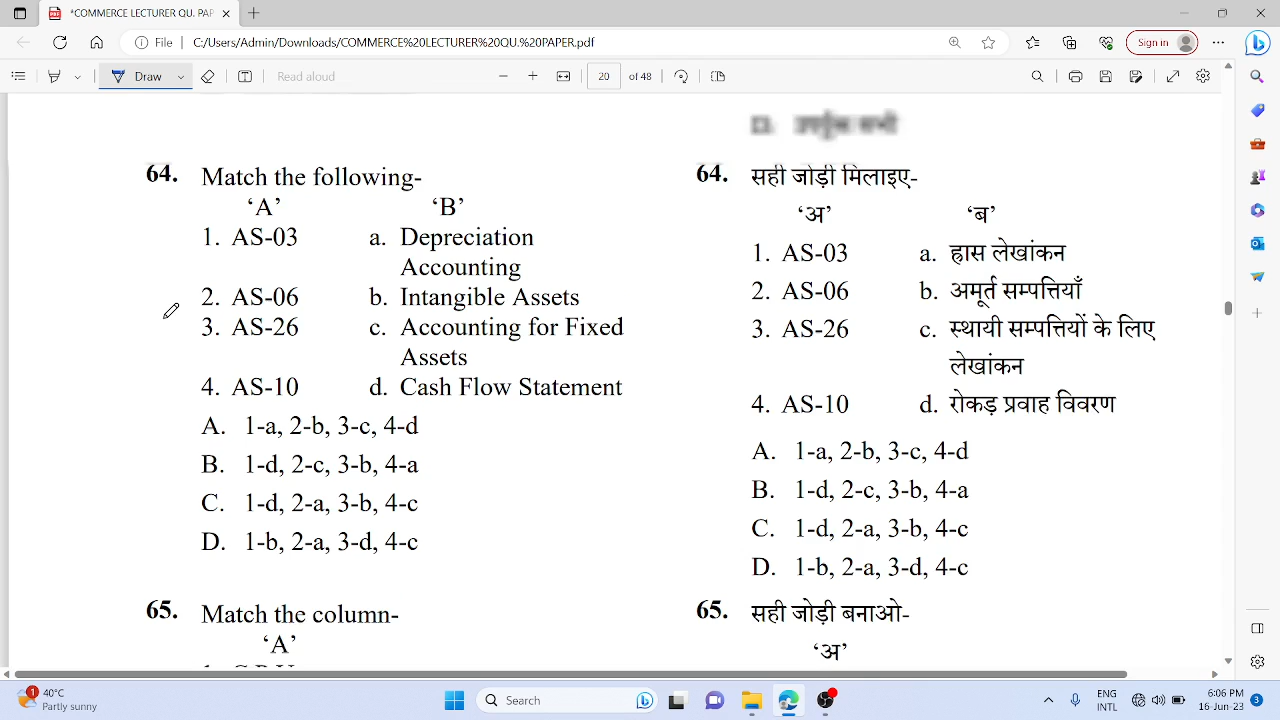 *COMMERCE LECTURER QU. PAP
File C:/Users/Admin/Downloads/COMMERCE%20LECTURER%20QU.%20PAPER.pdf Sign in
Draw Read aloud 20 of 48
64. Match the following-
‘A’ ‘B’
1. AS-03 a. Depreciation
Accounting
2. AS-06 b. Intangible Assets
3. AS-26 c. Accounting for Fixed
Assets
4. AS-10 d. Cash Flow Statement
A. 1-a, 2-b, 3-c, 4-d
B. 1-d, 2-c, 3-b, 4-a
C. 1-d, 2-a, 3-b, 4-c
D. 1-b, 2-a, 3-d, 4-c
65. Match the column-
‘A’
64. सही जोड़ी मिलाइए-
‘अ’ ‘ब’
1. AS-03 a. ह्रास लेखांकन
2. AS-06 b. अमूर्त सम्पत्तियाँ
3. AS-26 c. स्थायी सम्पत्तियों के लिए
लेखांकन
4. AS-10 d. रोकड़ प्रवाह विवरण
A. 1-a, 2-b, 3-c, 4-d
B. 1-d, 2-c, 3-b, 4-a
C. 1-d, 2-a, 3-b, 4-c
D. 1-b, 2-a, 3-d, 4-c
65. सही जोड़ी बनाओ-
‘अ’
40°C
Partly sunny
Search
ENG
INTL
6:06 PM
16-Jun-23
3